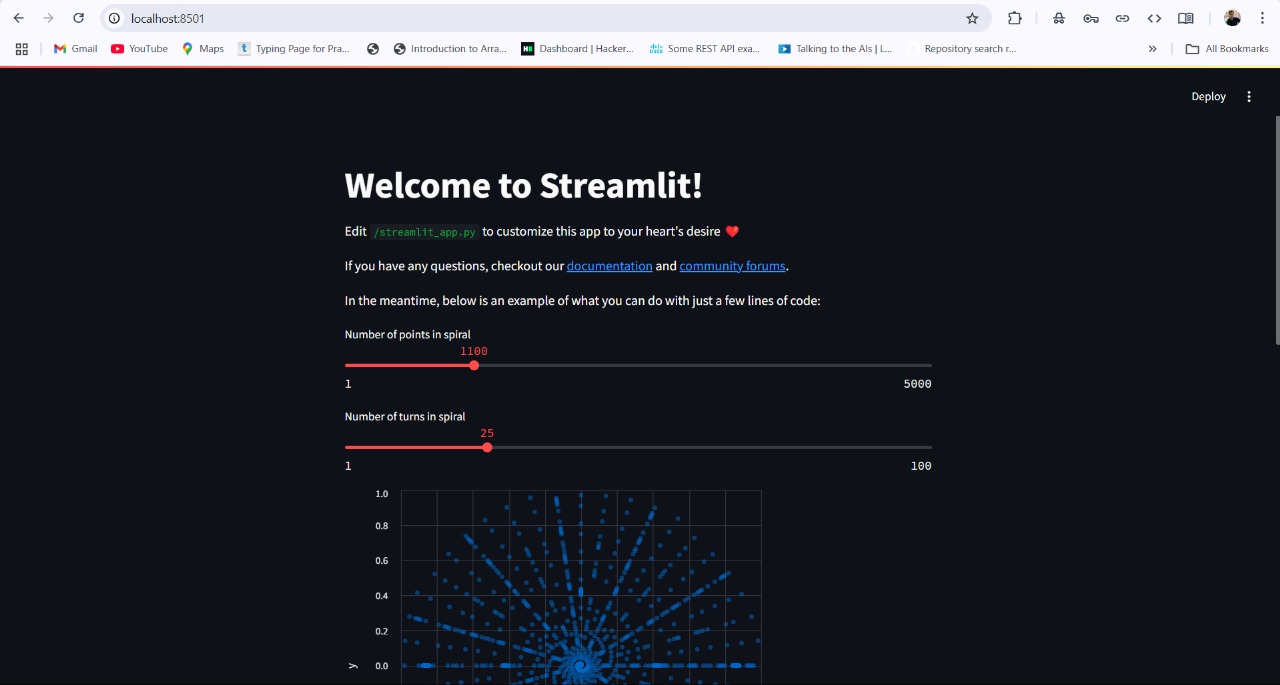 localhost:8501
Gmail YouTube Maps Typing Page for Pra... Introduction to Arra... Dashboard | Hacker... Some REST API exa... Talking to the AIs | L... Repository search r... » All Bookmarks
Deploy
Welcome to Streamlit!
Edit /streamlit_app.py to customize this app to your heart's desire ❤️
If you have any questions, checkout our documentation and community forums.
In the meantime, below is an example of what you can do with just a few lines of code:
Number of points in spiral
1100
1 5000
Number of turns in spiral
25
1 100
1.0
0.8
0.6
0.4
0.2
y 0.0